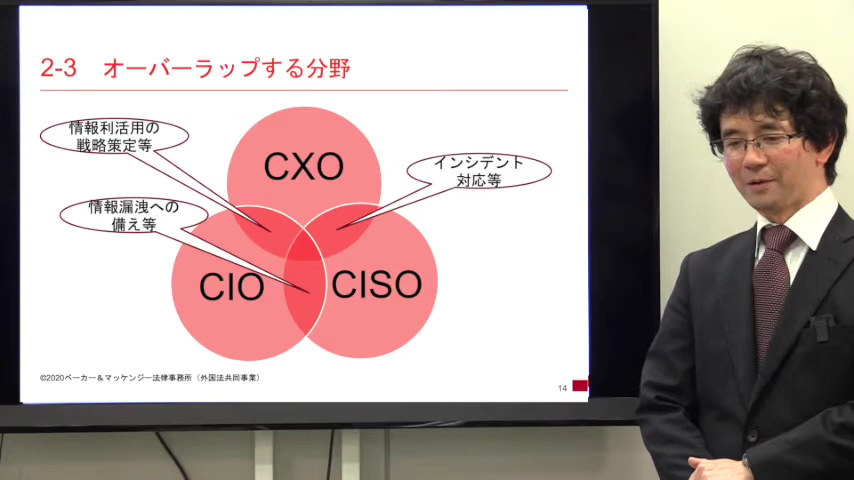 2-3 オーバーラップする分野
情報利活用の
戦略策定等
CXO
インシデント
対応等
情報漏洩への
備え等
CIO
CISO
©2020ベーカー＆マッケンジー法律事務所（外国法共同事業）
14